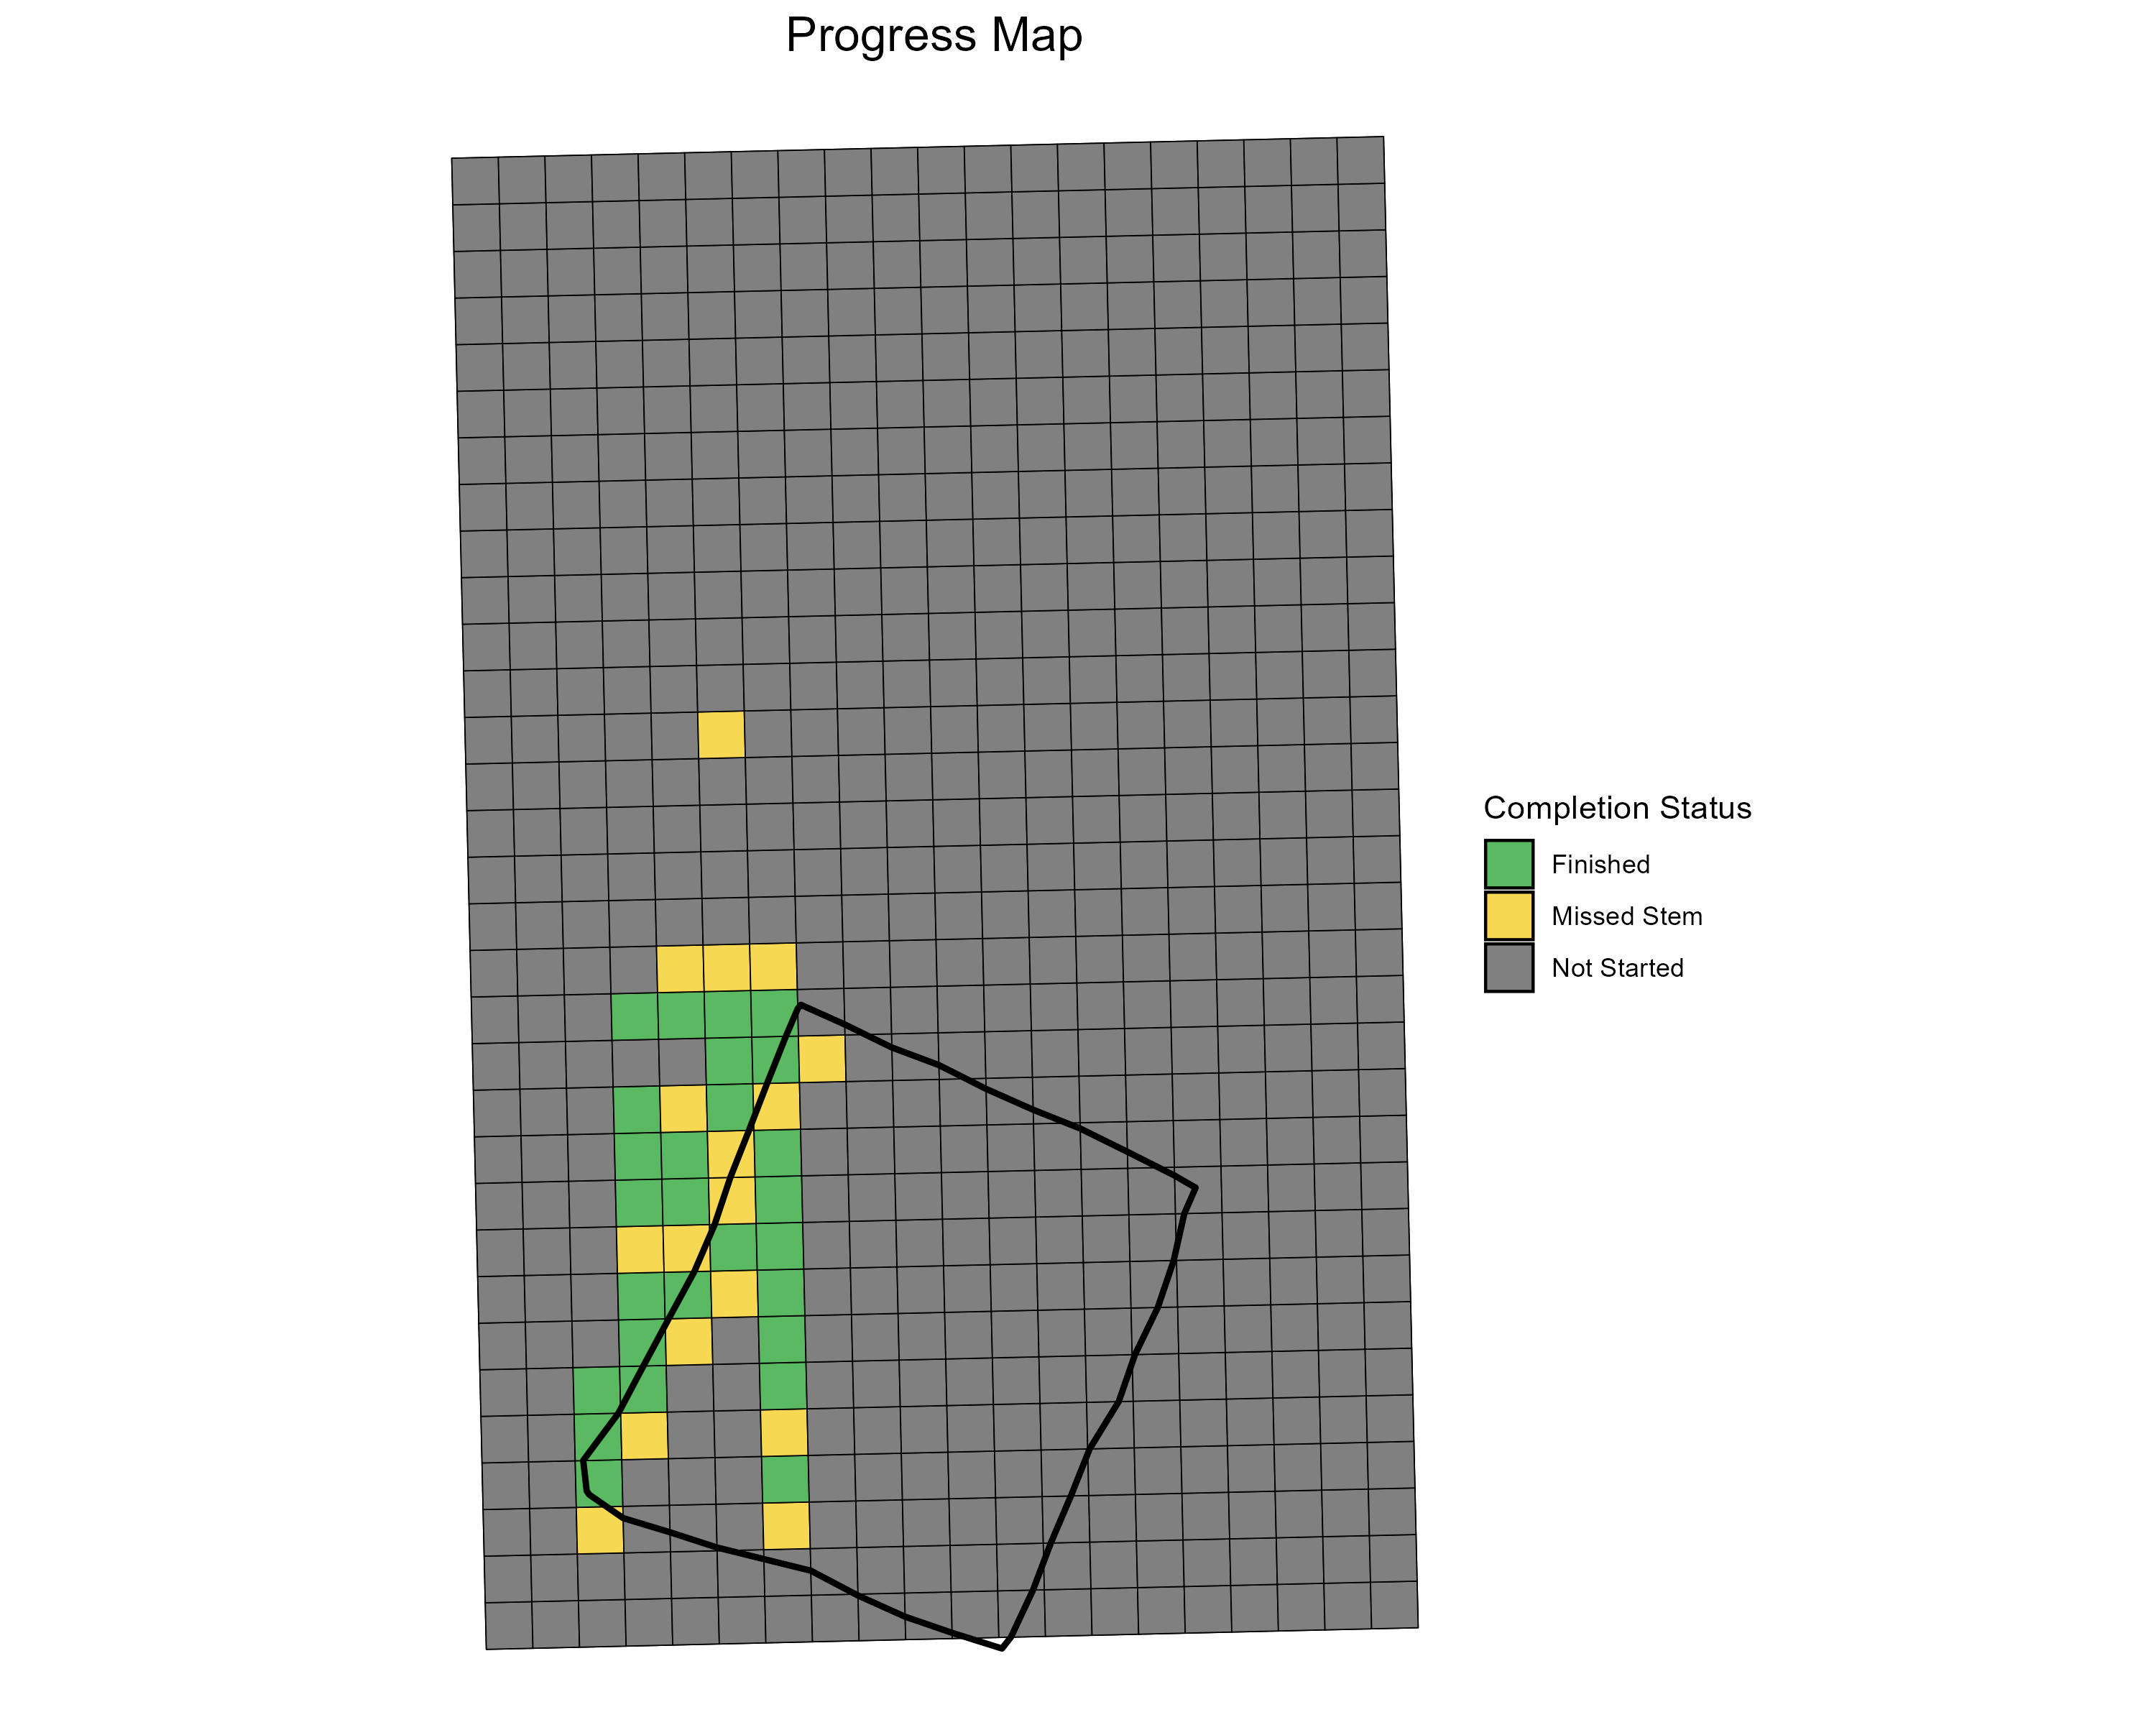 Progress Map
Completion Status
Finished
Missed Stem
Not Started